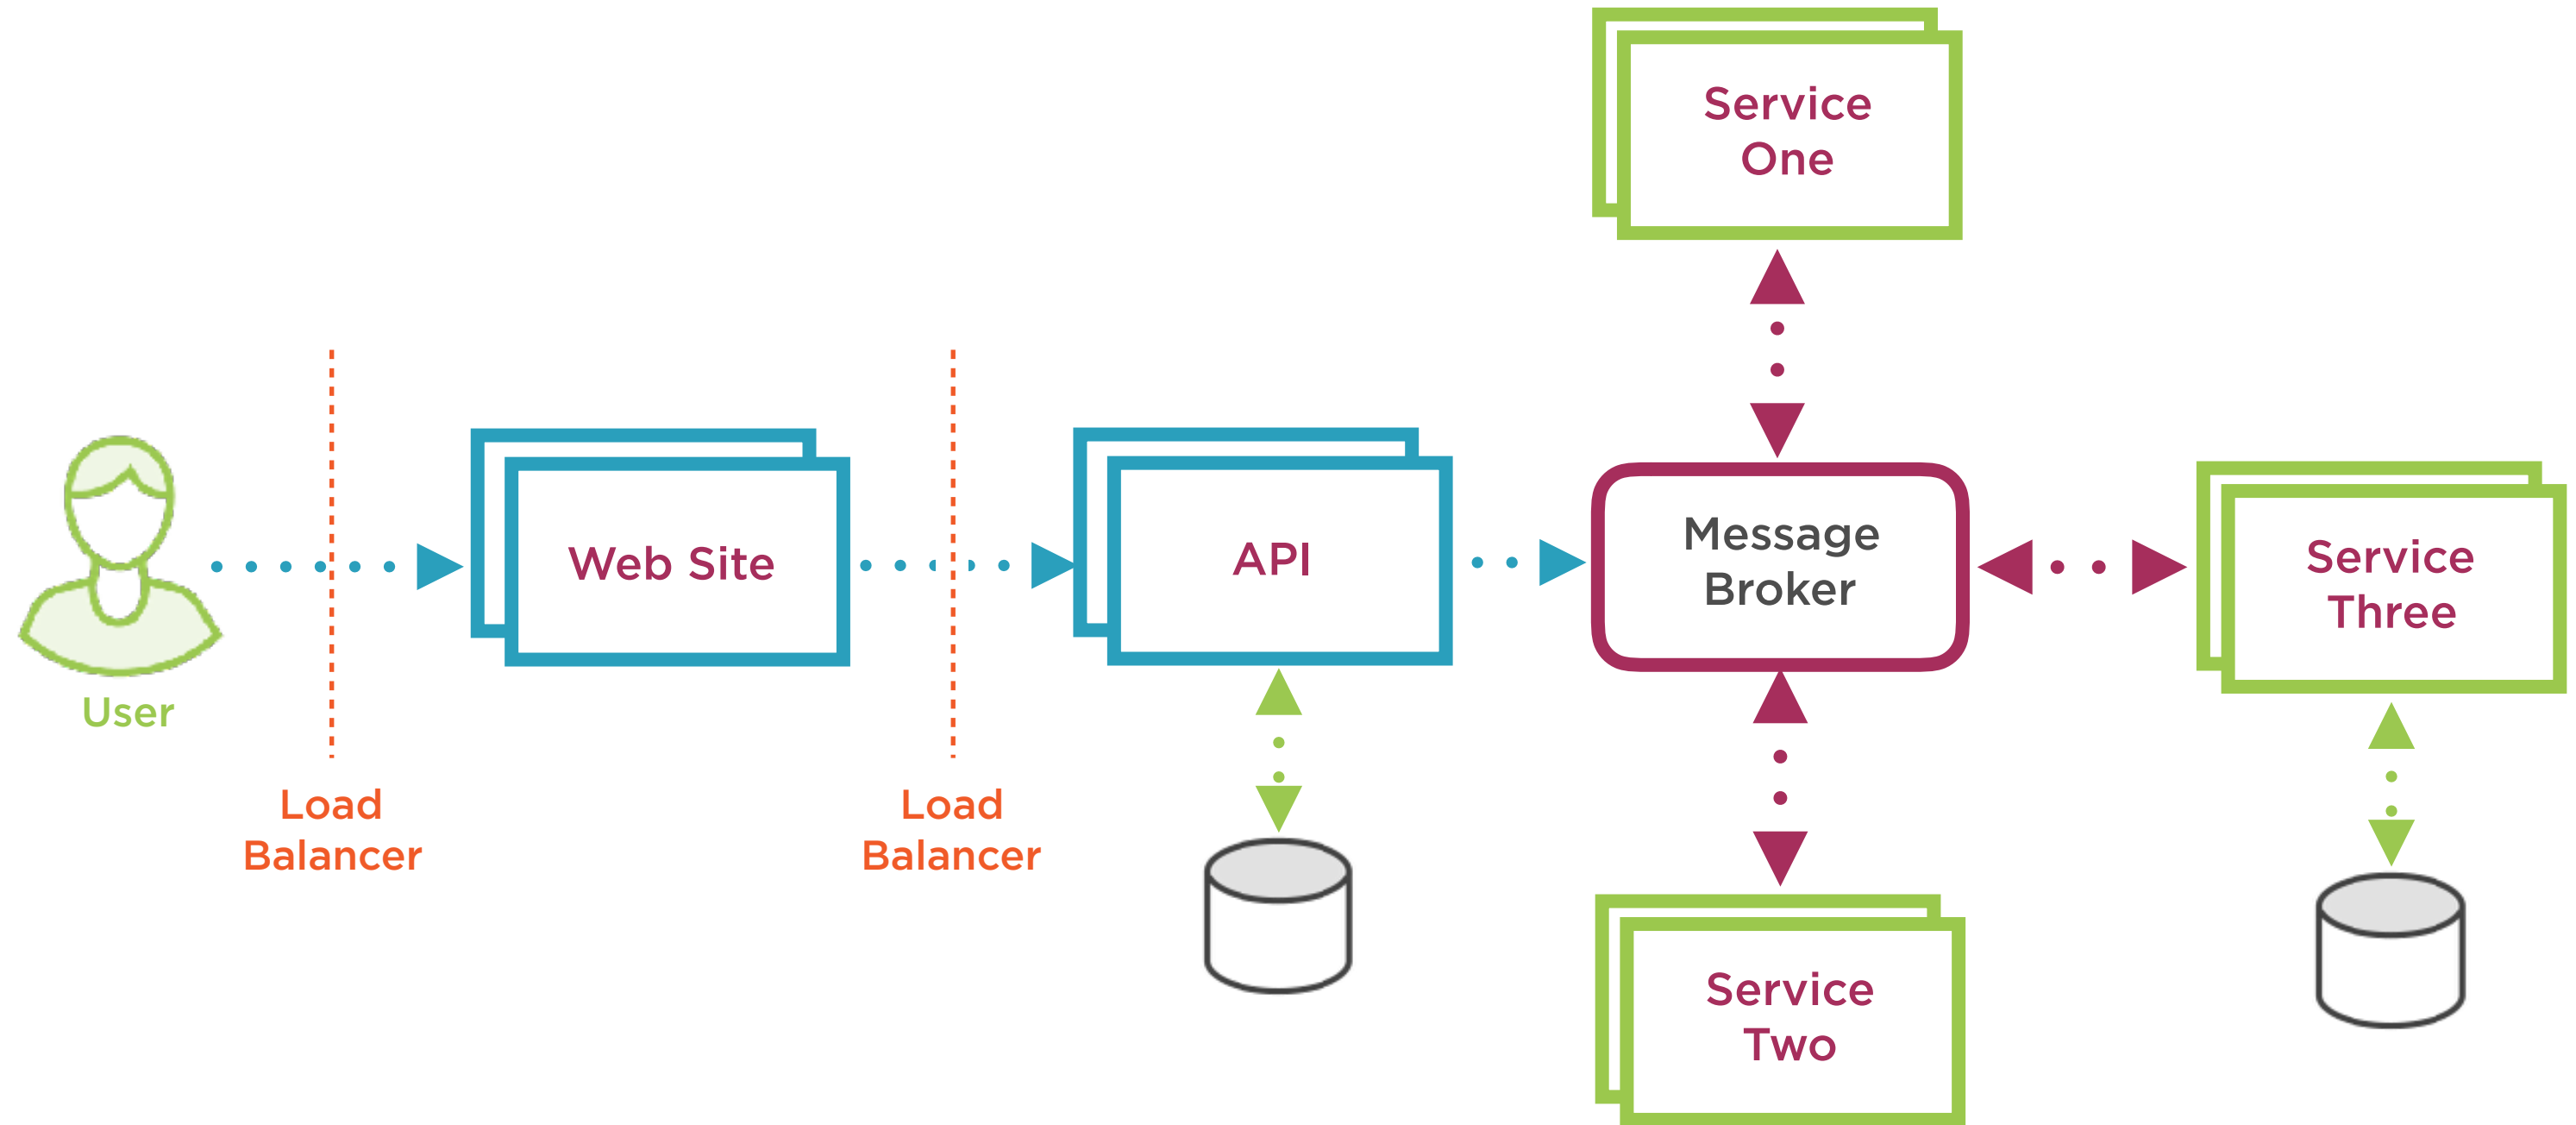 User
Load
Balancer
Web Site
Load
Balancer
API
Message
Broker
Service
One
Service
Two
Service
Three